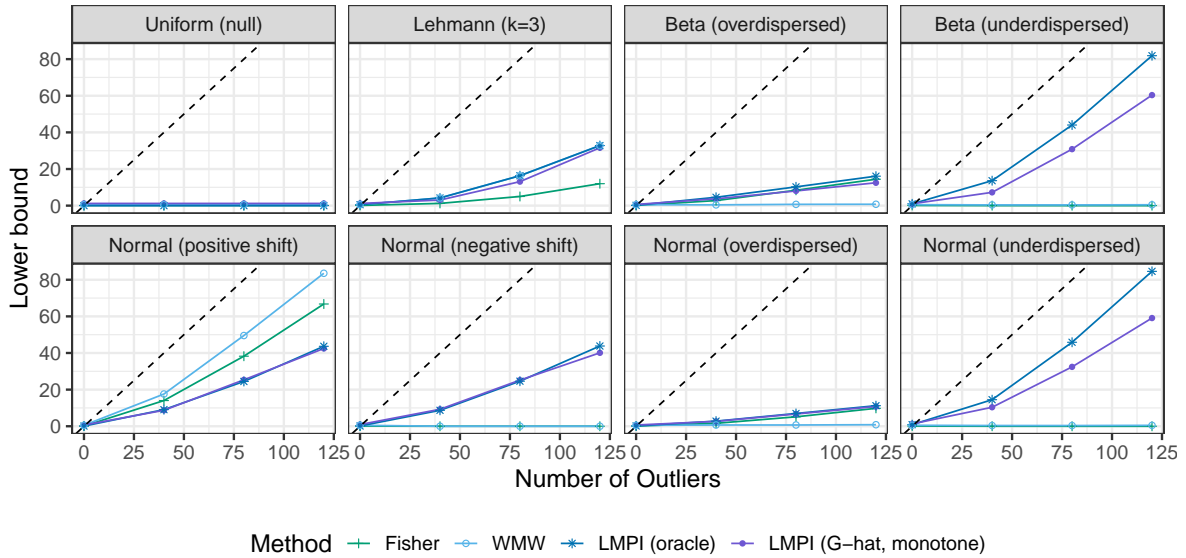 Uniform (null)
Lehmann (k=3)
Beta (overdispersed)
Beta (underdispersed)
80
60
40
20
0
Normal (positive shift)
Normal (negative shift)
Normal (overdispersed)
Normal (underdispersed)
80
60
40
20
0
Lower bound
0 25 50 75 100 125 0 25 50 75 100 125 0 25 50 75 100 125 0 25 50 75 100 125
Number of Outliers
Method Fisher WMW LMPI (oracle) LMPI (G-hat, monotone)